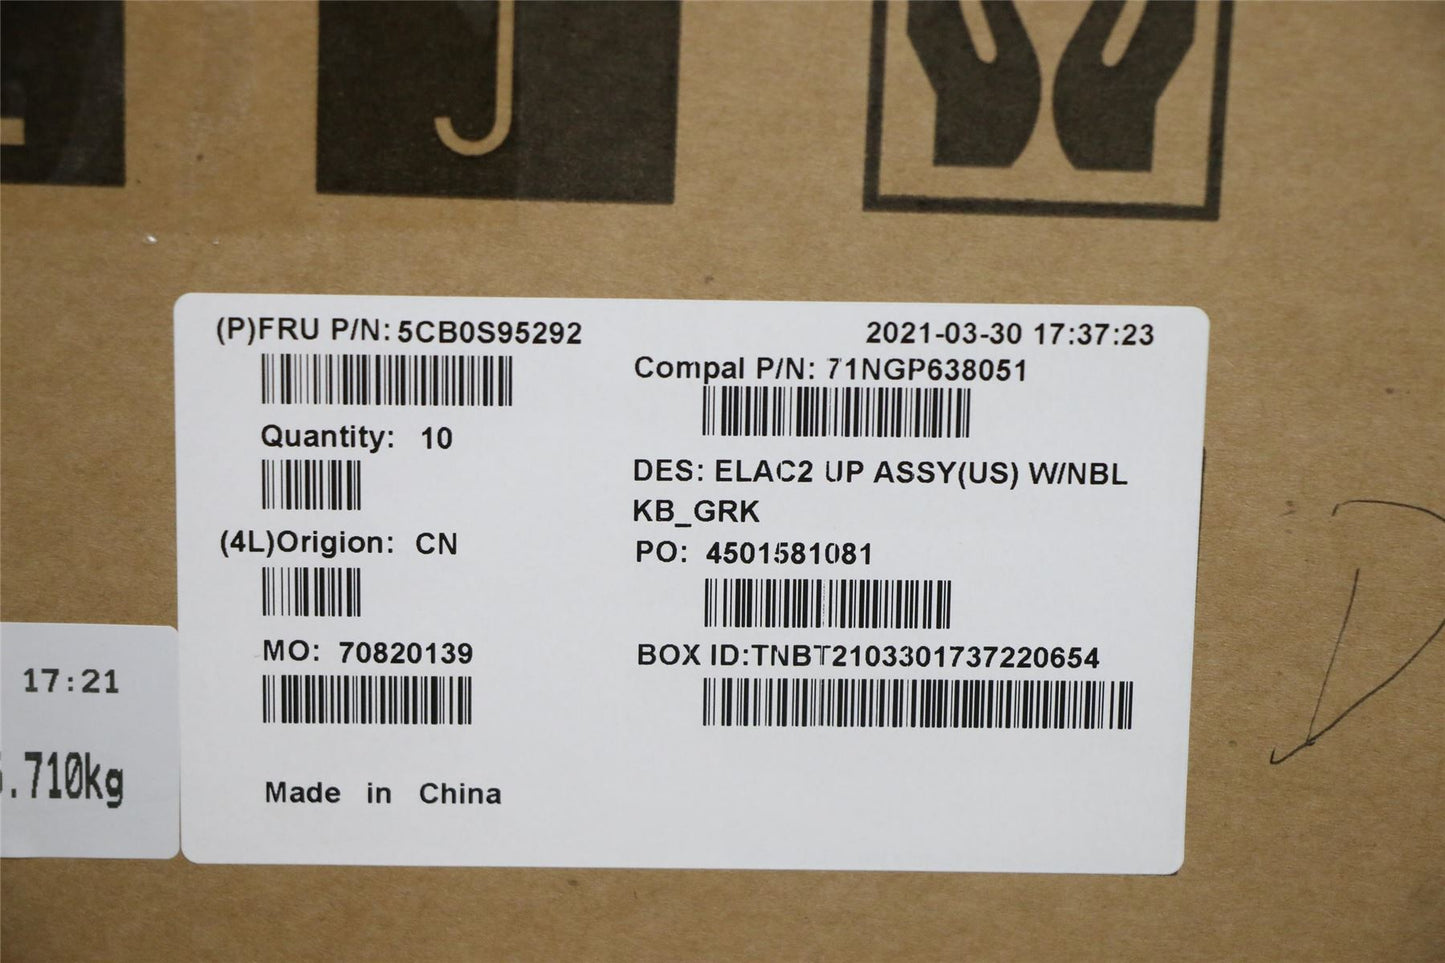 (P)FRU P/N: 5CB0S95292
2021-03-30 17:37:23
Compal P/N: 71NGP638051
Quantity: 10
DES: ELAC2 UP ASSY(US) W/NBL
KB_GRK
(4L)Origion: CN
PO: 4501581081
MO: 70820139
BOX ID:TNBT2103301737220654
Made in China
17:21
.710kg
D